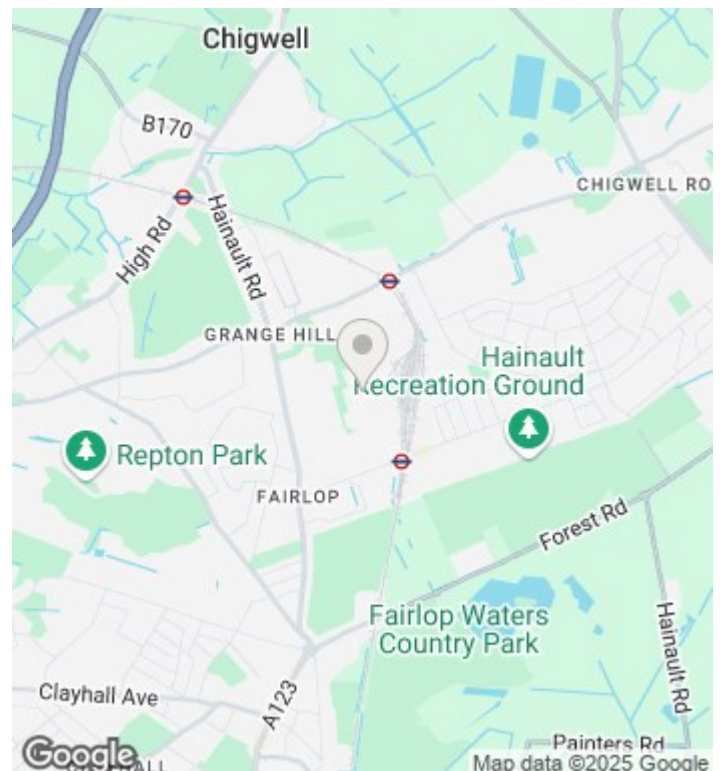 Chigwell
B170
CHIGWELL RO
High Rd
Hainault Rd
GRANGE HILL
Hainault
Recreation Ground
Repton Park
FAIRLOP
Forest Rd
Fairlop Waters
Country Park
Hainault Rd
Clayhall Ave
A123
Painters Rd
Google
Map data ©2025 Google